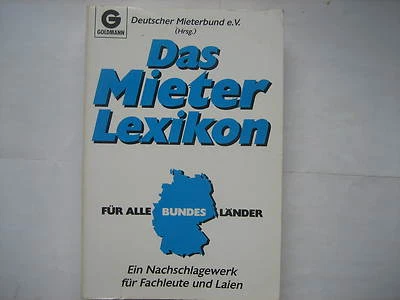 G
GOLDMANN
Deutscher Mieterbund e.V.
(Hrsg.)
Das
Mieter
Lexikon
FÜR ALLE BUNDES LÄNDER
Ein Nachschlagewerk
für Fachleute und Laien